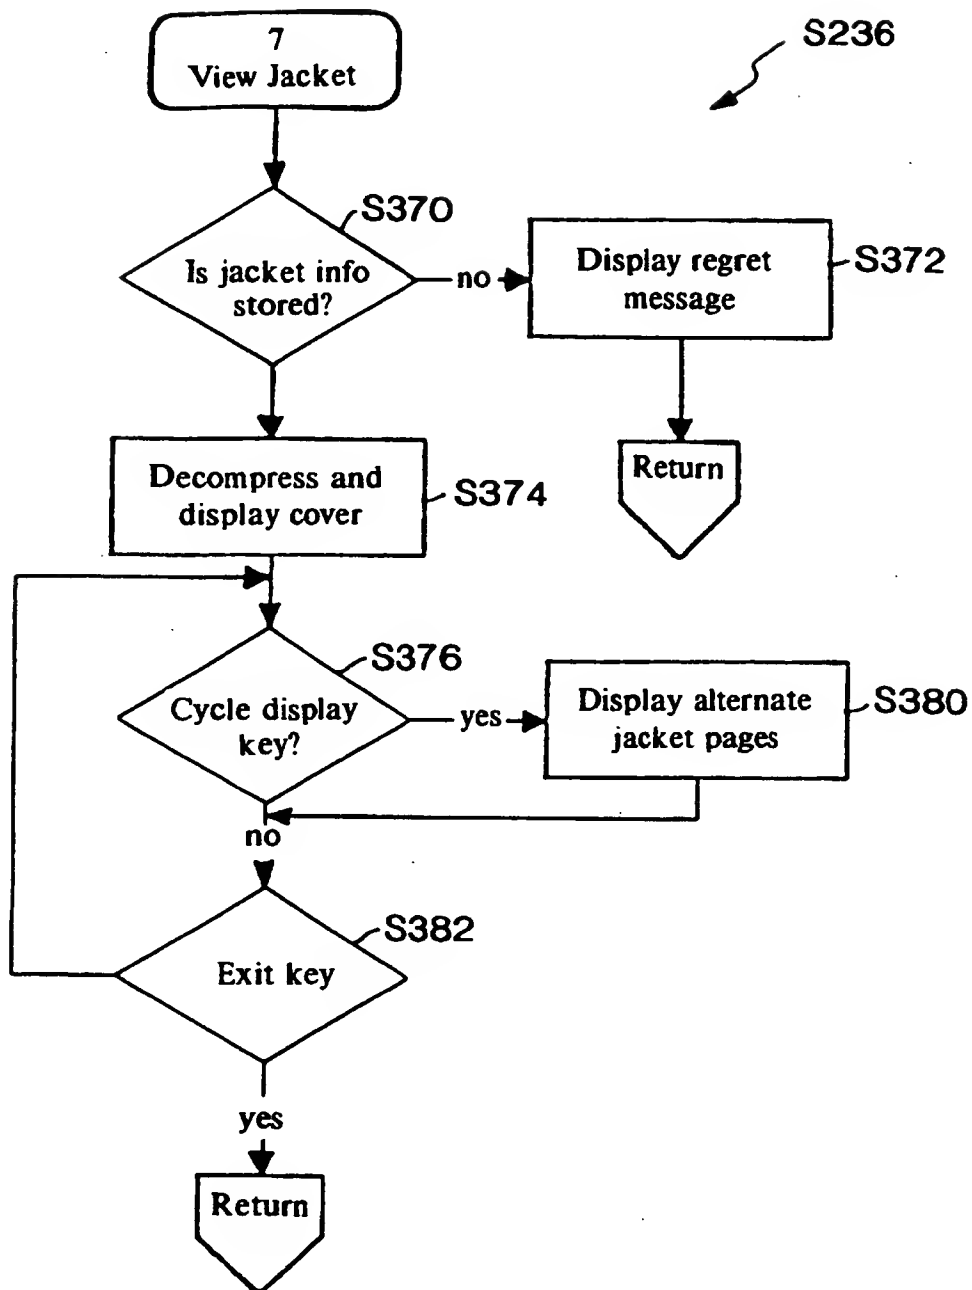 7
View Jacket
S236
S370
Is jacket info
stored?
no
Display regret
message
S372
Return
Decompress and
display cover
S374
S376
Cycle display
key?
yes
Display alternate
jacket pages
S380
no
S382
Exit key
yes
Return